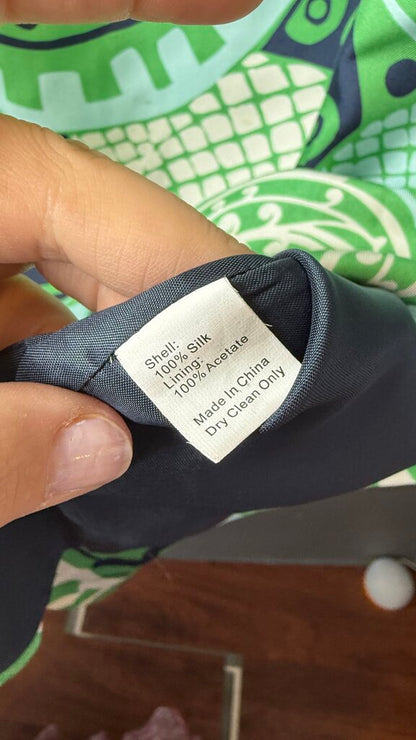 Shell:
100% Silk
Lining:
100% Acetate
Made In China
Dry Clean Only